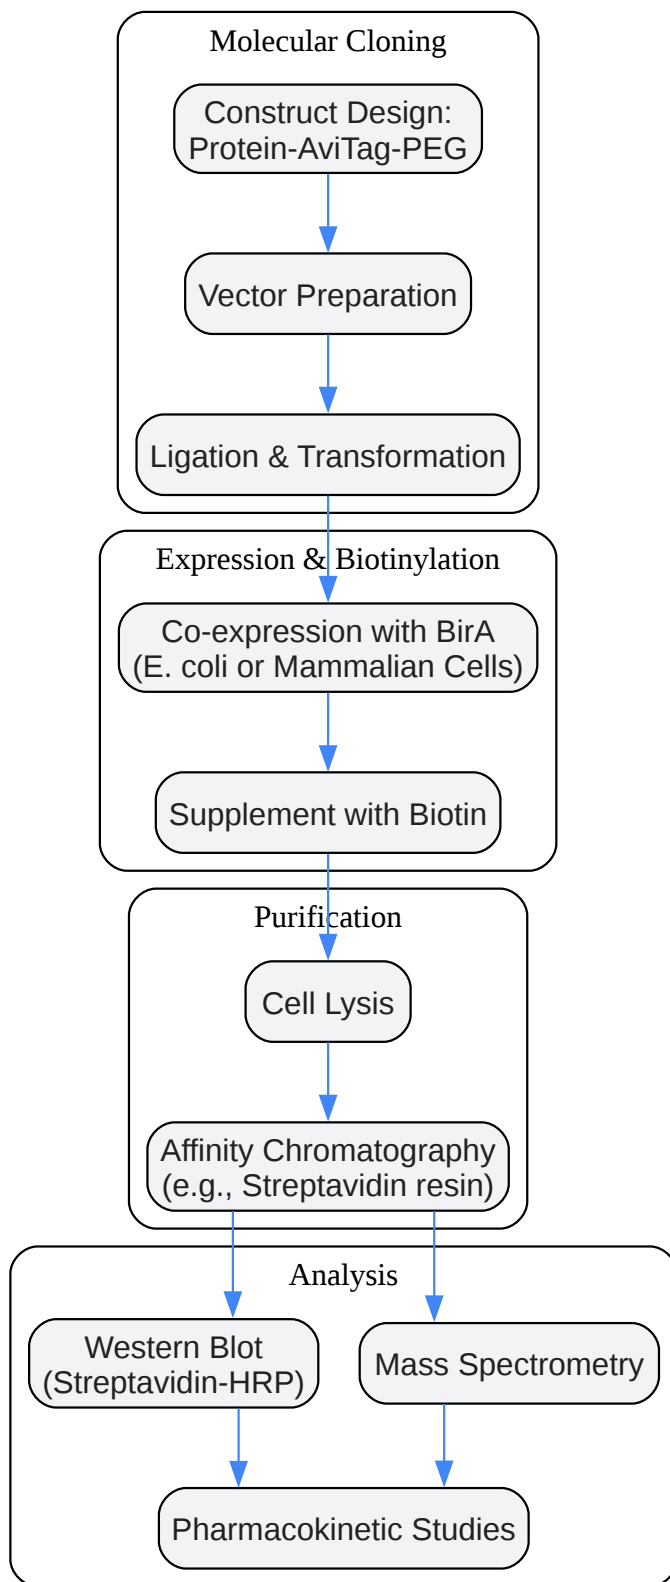 Molecular Cloning
Construct Design:
Protein-AviTag-PEG
Vector Preparation
Ligation & Transformation
Expression & Biotinylation
Co-expression with BirA
(E. coli or Mammalian Cells)
Supplement with Biotin
Purification
Cell Lysis
Affinity Chromatography
(e.g., Streptavidin resin)
Analysis
Western Blot
(Streptavidin-HRP)
Mass Spectrometry
Pharmacokinetic Studies